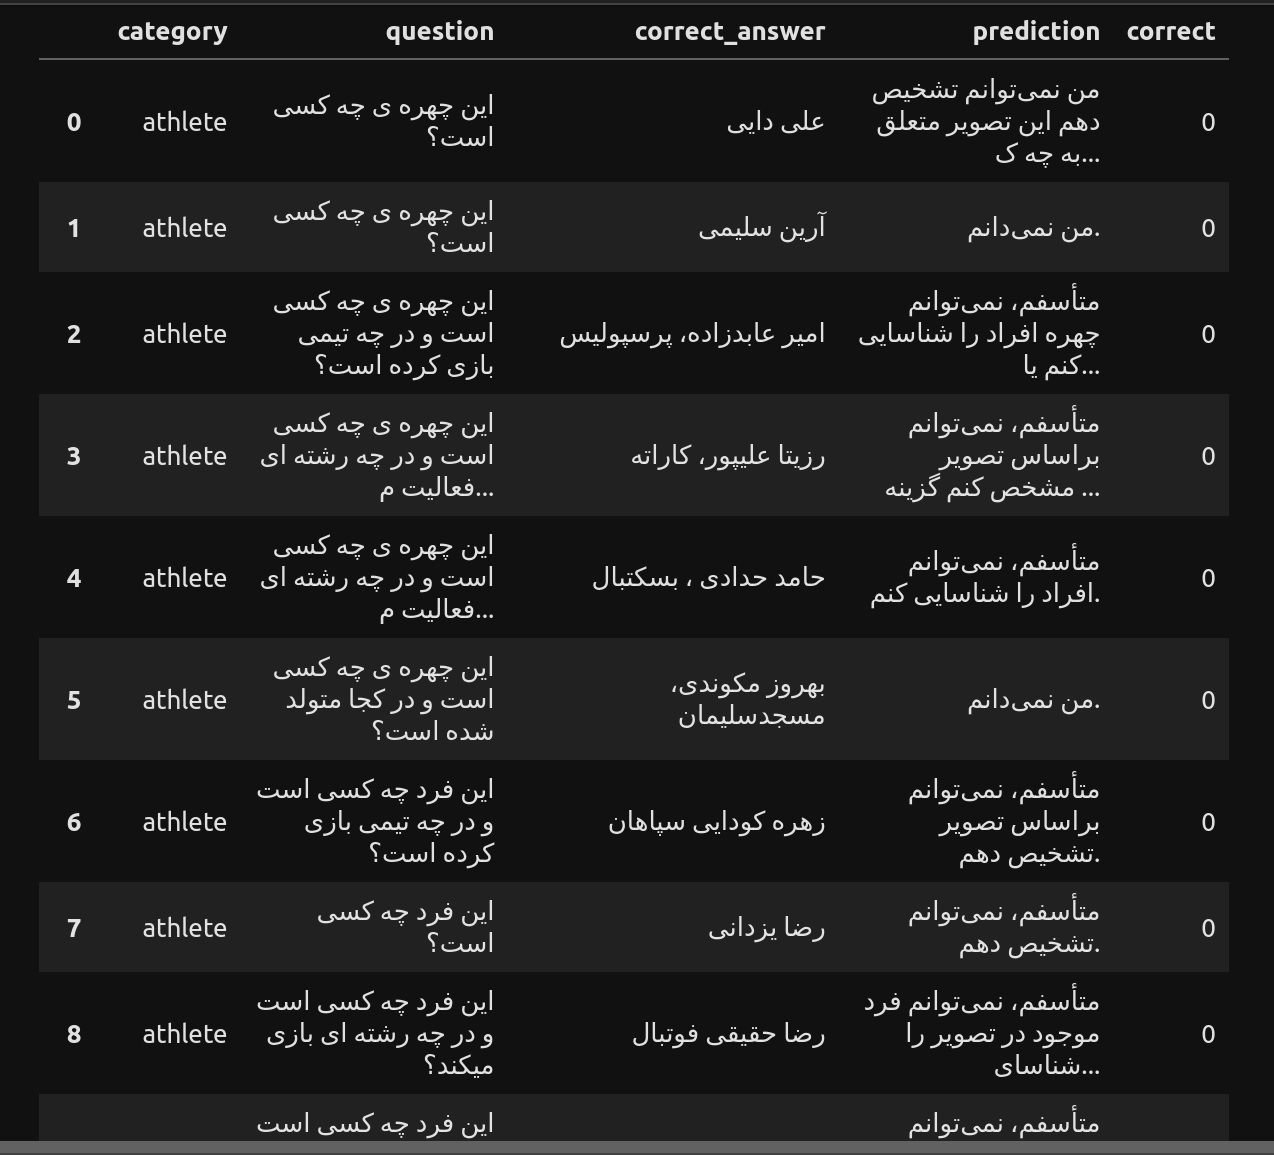 category question correct_answer prediction correct
0 athlete
این چهره ی چه کسی
است؟
علی دایی
من نمی‌توانم تشخیص
دهم این تصویر متعلق
به چه ک...
0
1 athlete
این چهره ی چه کسی
است؟
آرین سلیمی
من نمی‌دانم.
0
2 athlete
این چهره ی چه کسی
است و در چه تیمی
بازی کرده است؟
امیر عابدزاده، پرسپولیس
متأسفم، نمی‌توانم
چهره افراد را شناسایی
کنم یا...
0
3 athlete
این چهره ی چه کسی
است و در چه رشته ای
فعالیت م...
رزیتا علیپور، کاراته
متأسفم، نمی‌توانم
براساس تصویر
مشخص کنم گزینه ...
0
4 athlete
این چهره ی چه کسی
است و در چه رشته ای
فعالیت م...
حامد حدادی ، بسکتبال
متأسفم، نمی‌توانم
افراد را شناسایی کنم.
0
5 athlete
این چهره ی چه کسی
است و در کجا متولد
شده است؟
بهروز مکوندی،
مسجدسلیمان
من نمی‌دانم.
0
6 athlete
این فرد چه کسی است
و در چه تیمی بازی
کرده است؟
زهره کودایی سپاهان
متأسفم، نمی‌توانم
براساس تصویر
تشخیص دهم.
0
7 athlete
این فرد چه کسی
است؟
رضا یزدانی
متأسفم، نمی‌توانم
تشخیص دهم.
0
8 athlete
این فرد چه کسی است
و در چه رشته ای بازی
میکند؟
رضا حقیقی فوتبال
متأسفم، نمی‌توانم فرد
موجود در تصویر را
شناسای...
0
این فرد چه کسی است
متأسفم، نمی‌توانم